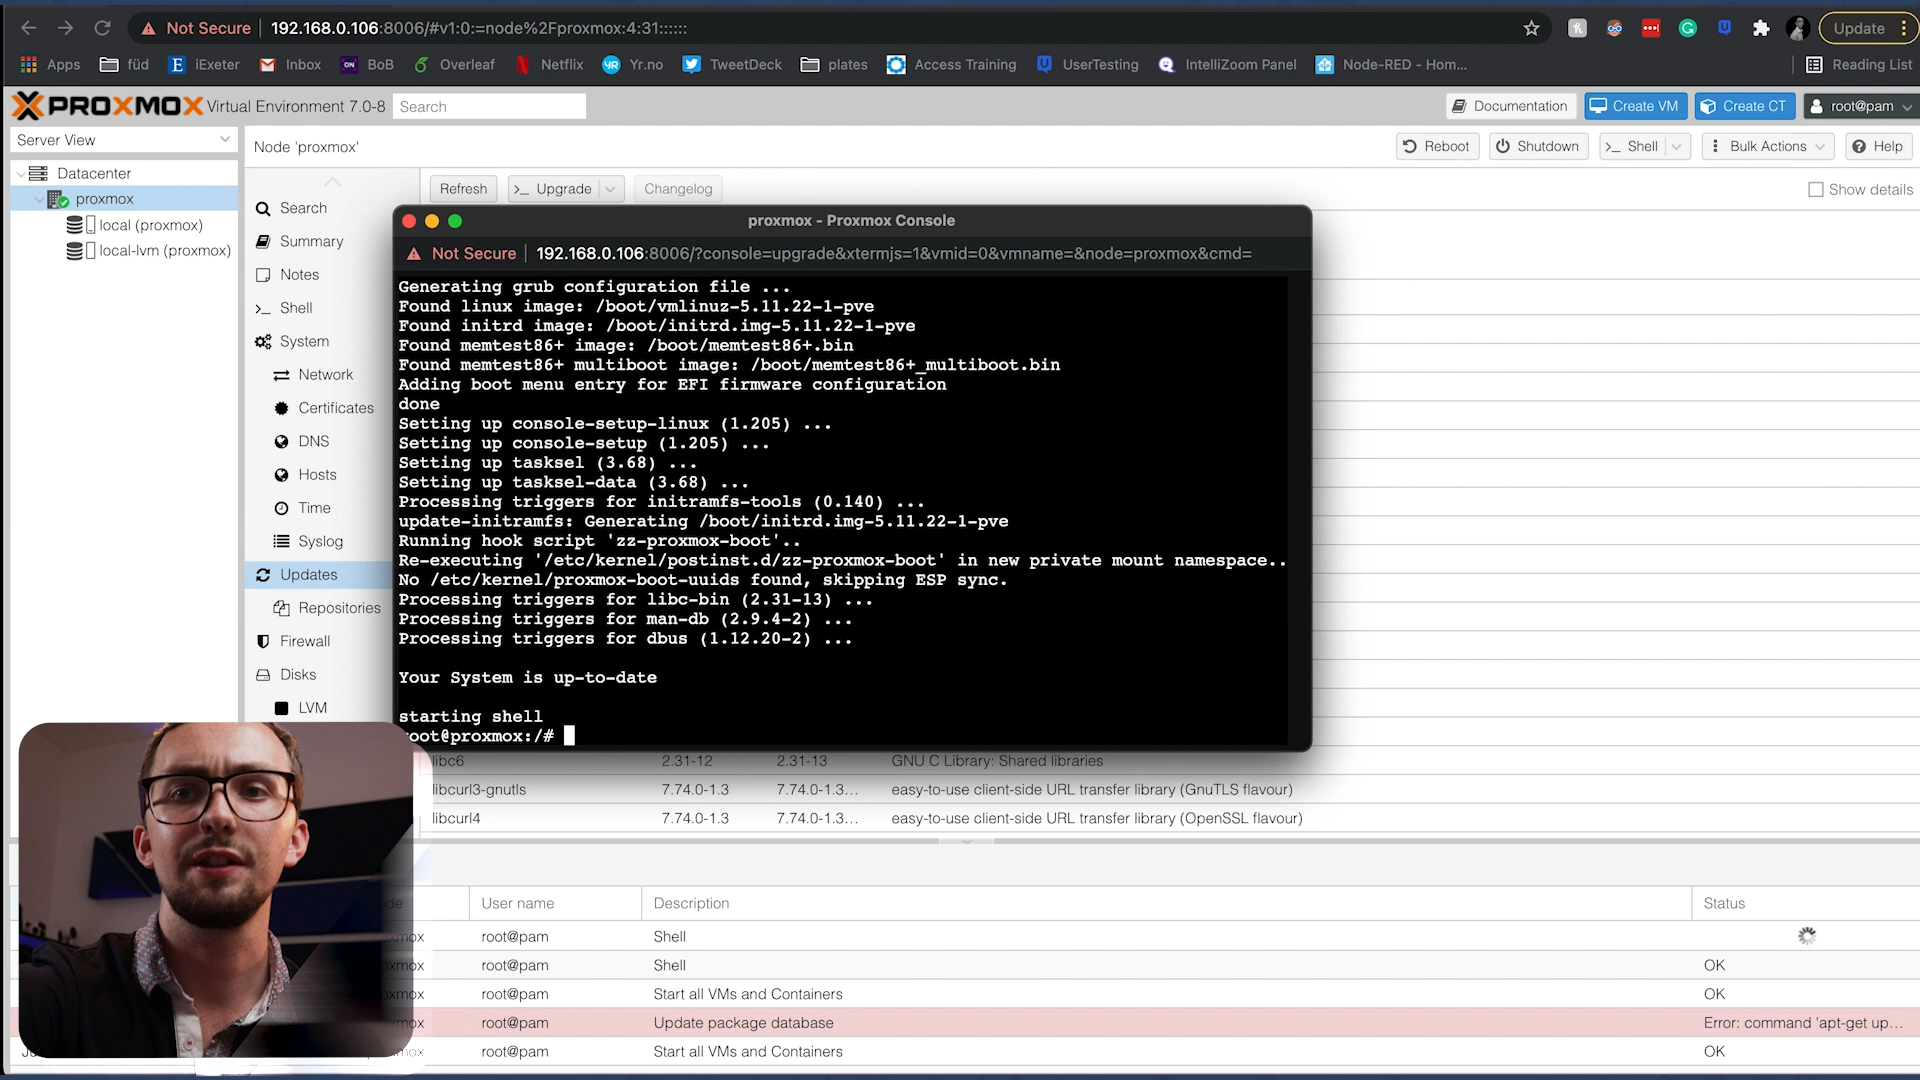 Not Secure 192.168.0.106:8006/#v1:0:=node%2Fproxmox:4:31::::::
Update
Apps füd iExeter Inbox BoB Overleaf Netflix Yr.no TweetDeck plates Access Training UserTesting IntelliZoom Panel Node-RED - Hom... Reading List
PROXMOX Virtual Environment 7.0-8 Search Documentation Create VM Create CT root@pam
Server View
Node 'proxmox' Reboot Shutdown >_ Shell Bulk Actions Help
Datacenter
proxmox
local (proxmox)
local-lvm (proxmox)
Refresh >_ Upgrade Changelog Show details
Search
Summary
Notes
>_ Shell
System
Network
Certificates
DNS
Hosts
Time
Syslog
Updates
Repositories
Firewall
Disks
LVM
proxmox - Proxmox Console
Not Secure 192.168.0.106:8006/?console=upgrade&xtermjs=1&vmid=0&vmname=&node=proxmox&cmd=
Generating grub configuration file ...
Found linux image: /boot/vmlinuz-5.11.22-1-pve
Found initrd image: /boot/initrd.img-5.11.22-1-pve
Found memtest86+ image: /boot/memtest86+.bin
Found memtest86+ multiboot image: /boot/memtest86+_multiboot.bin
Adding boot menu entry for EFI firmware configuration
done
Setting up console-setup-linux (1.205) ...
Setting up console-setup (1.205) ...
Setting up tasksel (3.68) ...
Setting up tasksel-data (3.68) ...
Processing triggers for initramfs-tools (0.140) ...
update-initramfs: Generating /boot/initrd.img-5.11.22-1-pve
Running hook script 'zz-proxmox-boot'..
Re-executing '/etc/kernel/postinst.d/zz-proxmox-boot' in new private mount namespace..
No /etc/kernel/proxmox-boot-uuids found, skipping ESP sync.
Processing triggers for libc-bin (2.31-13) ...
Processing triggers for man-db (2.9.4-2) ...
Processing triggers for dbus (1.12.20-2) ...
Your System is up-to-date
starting shell
root@proxmox:/#
libc6 2.31-12 2.31-13 GNU C Library: Shared libraries
libcurl3-gnutls 7.74.0-1.3 7.74.0-1.3... easy-to-use client-side URL transfer library (GnuTLS flavour)
libcurl4 7.74.0-1.3 7.74.0-1.3... easy-to-use client-side URL transfer library (OpenSSL flavour)
User name Description Status
root@pam Shell
root@pam Shell OK
root@pam Start all VMs and Containers OK
root@pam Update package database Error: command 'apt-get up...
root@pam Start all VMs and Containers OK